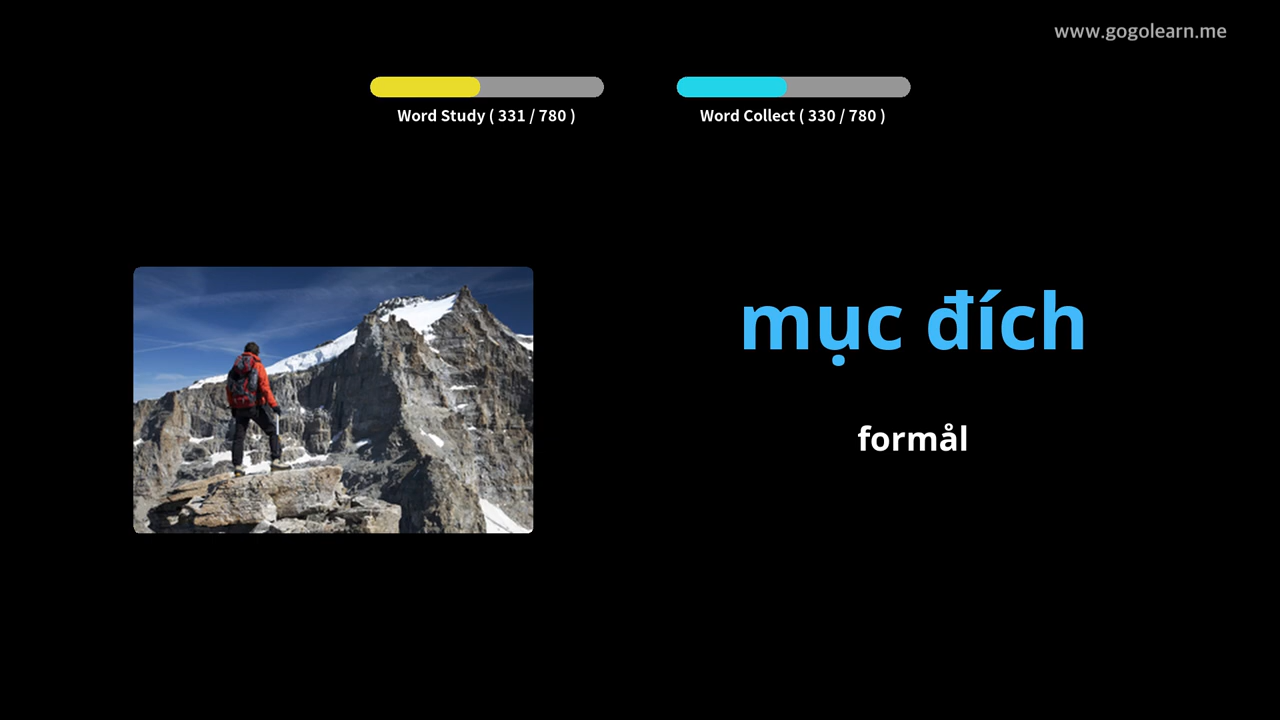 www.gogolearn.me
Word Study ( 331 / 780 )
Word Collect ( 330 / 780 )
mục đích
formål